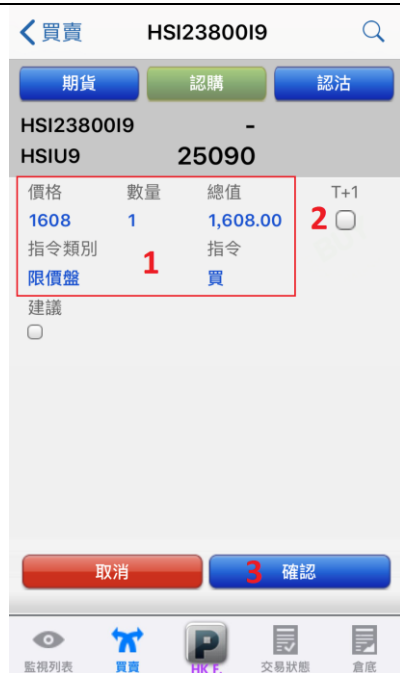 買賣 HSI23800I9
期貨 認購 認沽
HSI23800I9 -
HSIU9 25090
價格 數量 總值 T+1
1608 1 1,608.00 2
指令類別 1 指令
限價盤 買
建議
取消 3 確認
P
監視列表 買賣 HK F. 交易狀態 倉底